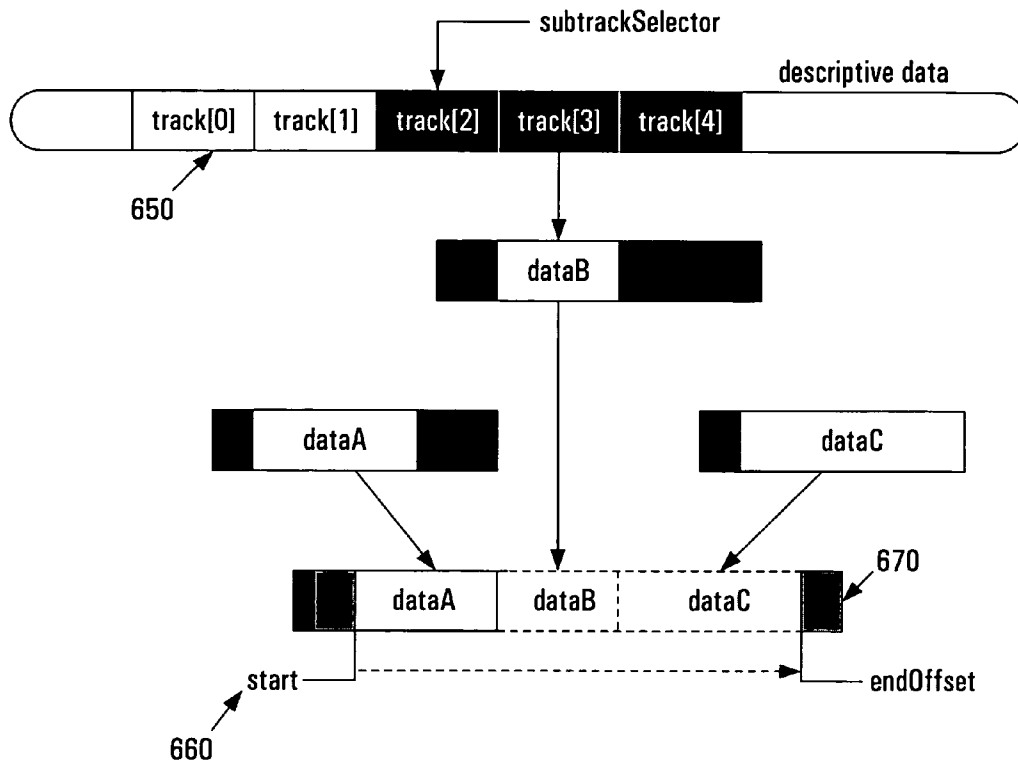 subtrackSelector
descriptive data
track[0] track[1] track[2] track[3] track[4]
650
dataB
dataA dataC
670
dataA dataB dataC
start endOffset
660